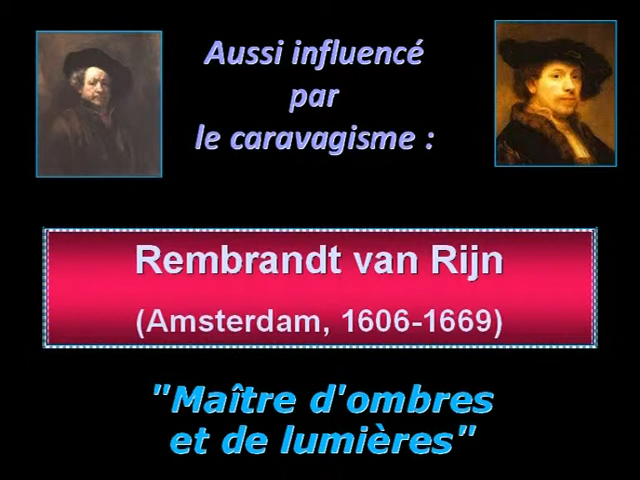 Aussi influencé
par
le caravagisme :
Rembrandt van Rijn
(Amsterdam, 1606-1669)
"Maître d'ombres
et de lumières"